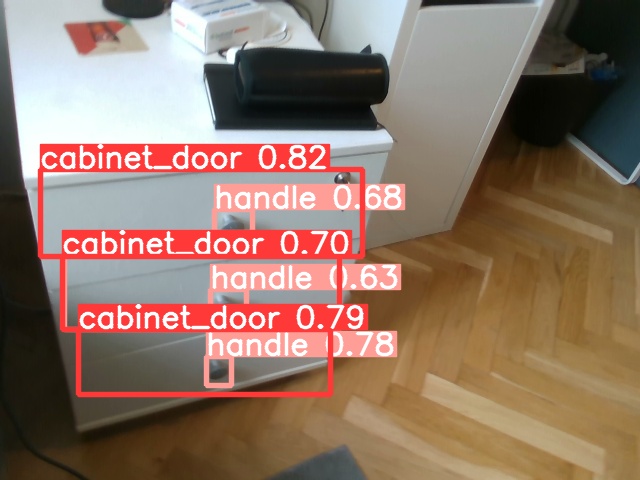 cabinet_door 0.82
handle 0.68
cabinet_door 0.70
handle 0.63
cabinet_door 0.79
handle 0.78